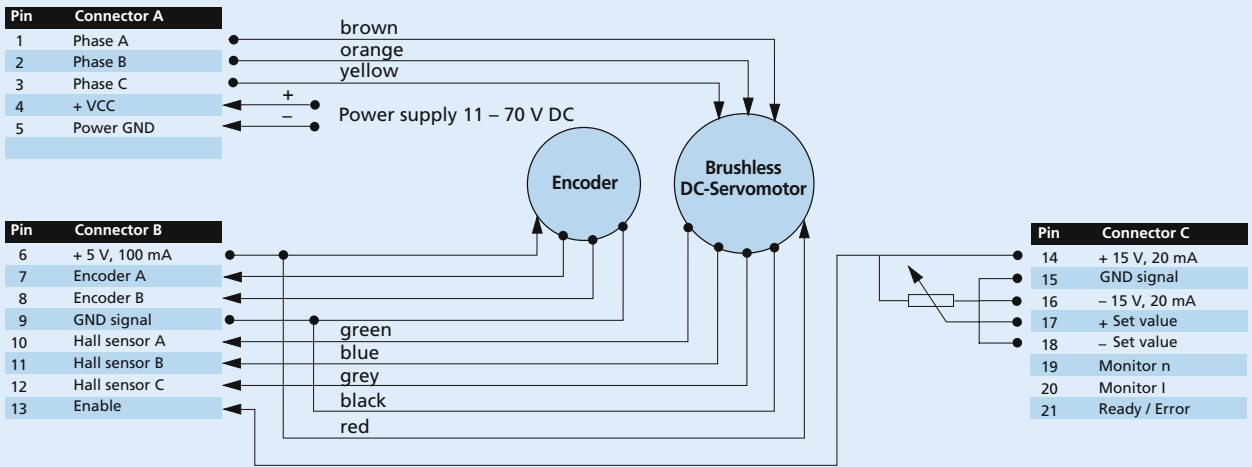 Pin Connector A
1 Phase A
2 Phase B
3 Phase C
4 + VCC
5 Power GND
brown
orange
yellow
+
–
Power supply 11 – 70 V DC
Encoder
Brushless
DC-Servomotor
Pin Connector B
6 + 5 V, 100 mA
7 Encoder A
8 Encoder B
9 GND signal
10 Hall sensor A
11 Hall sensor B
12 Hall sensor C
13 Enable
green
blue
grey
black
red
Pin Connector C
14 + 15 V, 20 mA
15 GND signal
16 – 15 V, 20 mA
17 + Set value
18 – Set value
19 Monitor n
20 Monitor I
21 Ready / Error